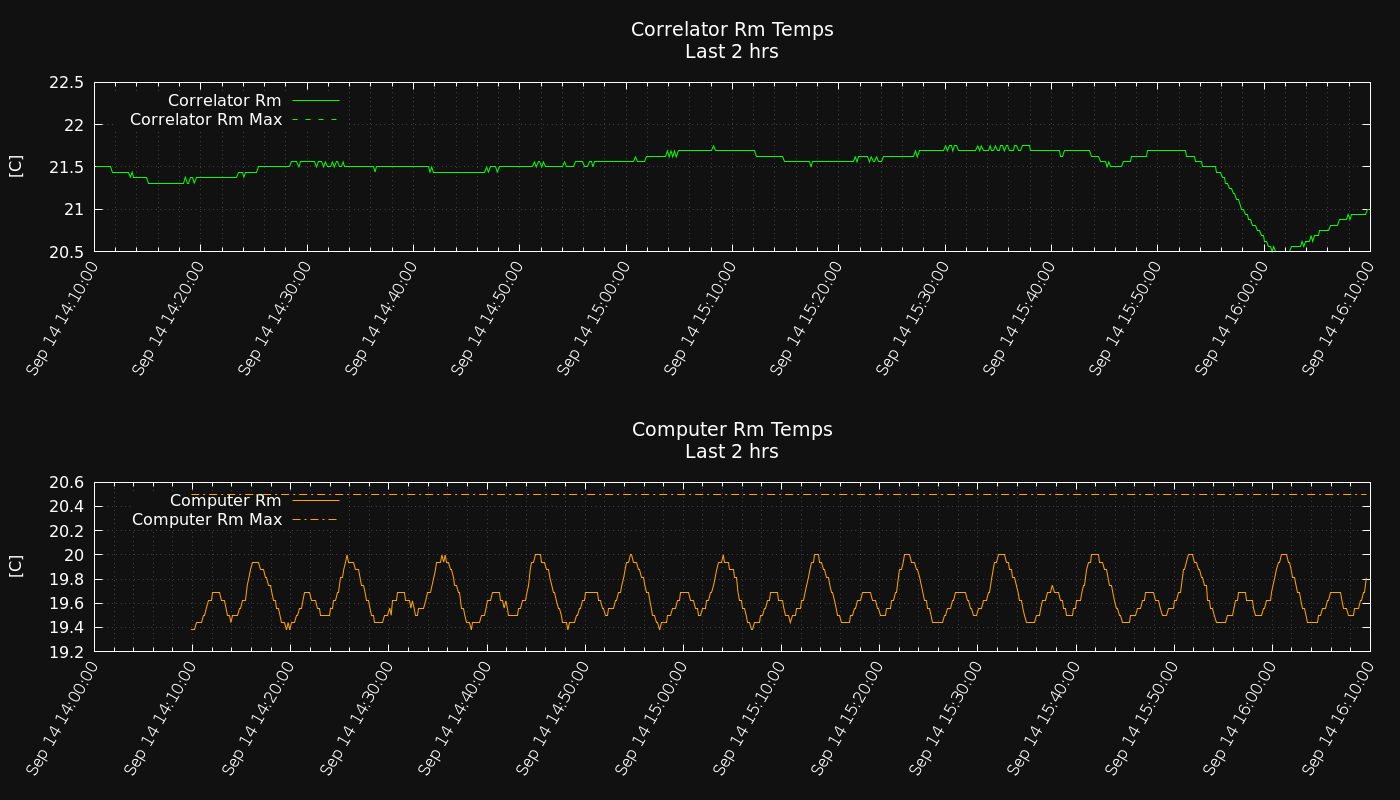 Correlator Rm Temps
Last 2 hrs
22.5
22
21.5
21
20.5
[C]
Correlator Rm
Correlator Rm Max
Sep 14 14:10:00
Sep 14 14:20:00
Sep 14 14:30:00
Sep 14 14:40:00
Sep 14 14:50:00
Sep 14 15:00:00
Sep 14 15:10:00
Sep 14 15:20:00
Sep 14 15:30:00
Sep 14 15:40:00
Sep 14 15:50:00
Sep 14 16:00:00
Sep 14 16:10:00
Computer Rm Temps
Last 2 hrs
20.6
20.4
20.2
20
19.8
19.6
19.4
19.2
[C]
Computer Rm
Computer Rm Max
Sep 14 14:00:00
Sep 14 14:10:00
Sep 14 14:20:00
Sep 14 14:30:00
Sep 14 14:40:00
Sep 14 14:50:00
Sep 14 15:00:00
Sep 14 15:10:00
Sep 14 15:20:00
Sep 14 15:30:00
Sep 14 15:40:00
Sep 14 15:50:00
Sep 14 16:00:00
Sep 14 16:10:00